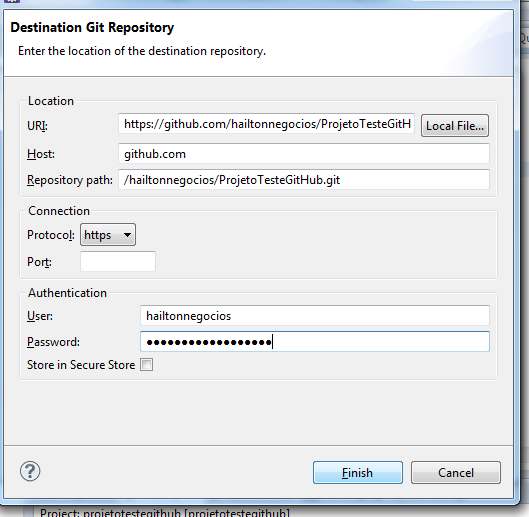 Qu
Destination Git Repository
Enter the location of the destination repository.
Location
URI: https://github.com/hailtonnegocios/ProjetoTesteGitH Local File...
Host: github.com
Repository path: /hailtonnegocios/ProjetoTesteGitHub.git
Connection
Protocol: https
Port:
Authentication
User: hailtonnegocios
Password: ●●●●●●●●●●●●●●●●●●
Store in Secure Store
? Finish Cancel
Project: projetotestegithub [projetotestegithub]